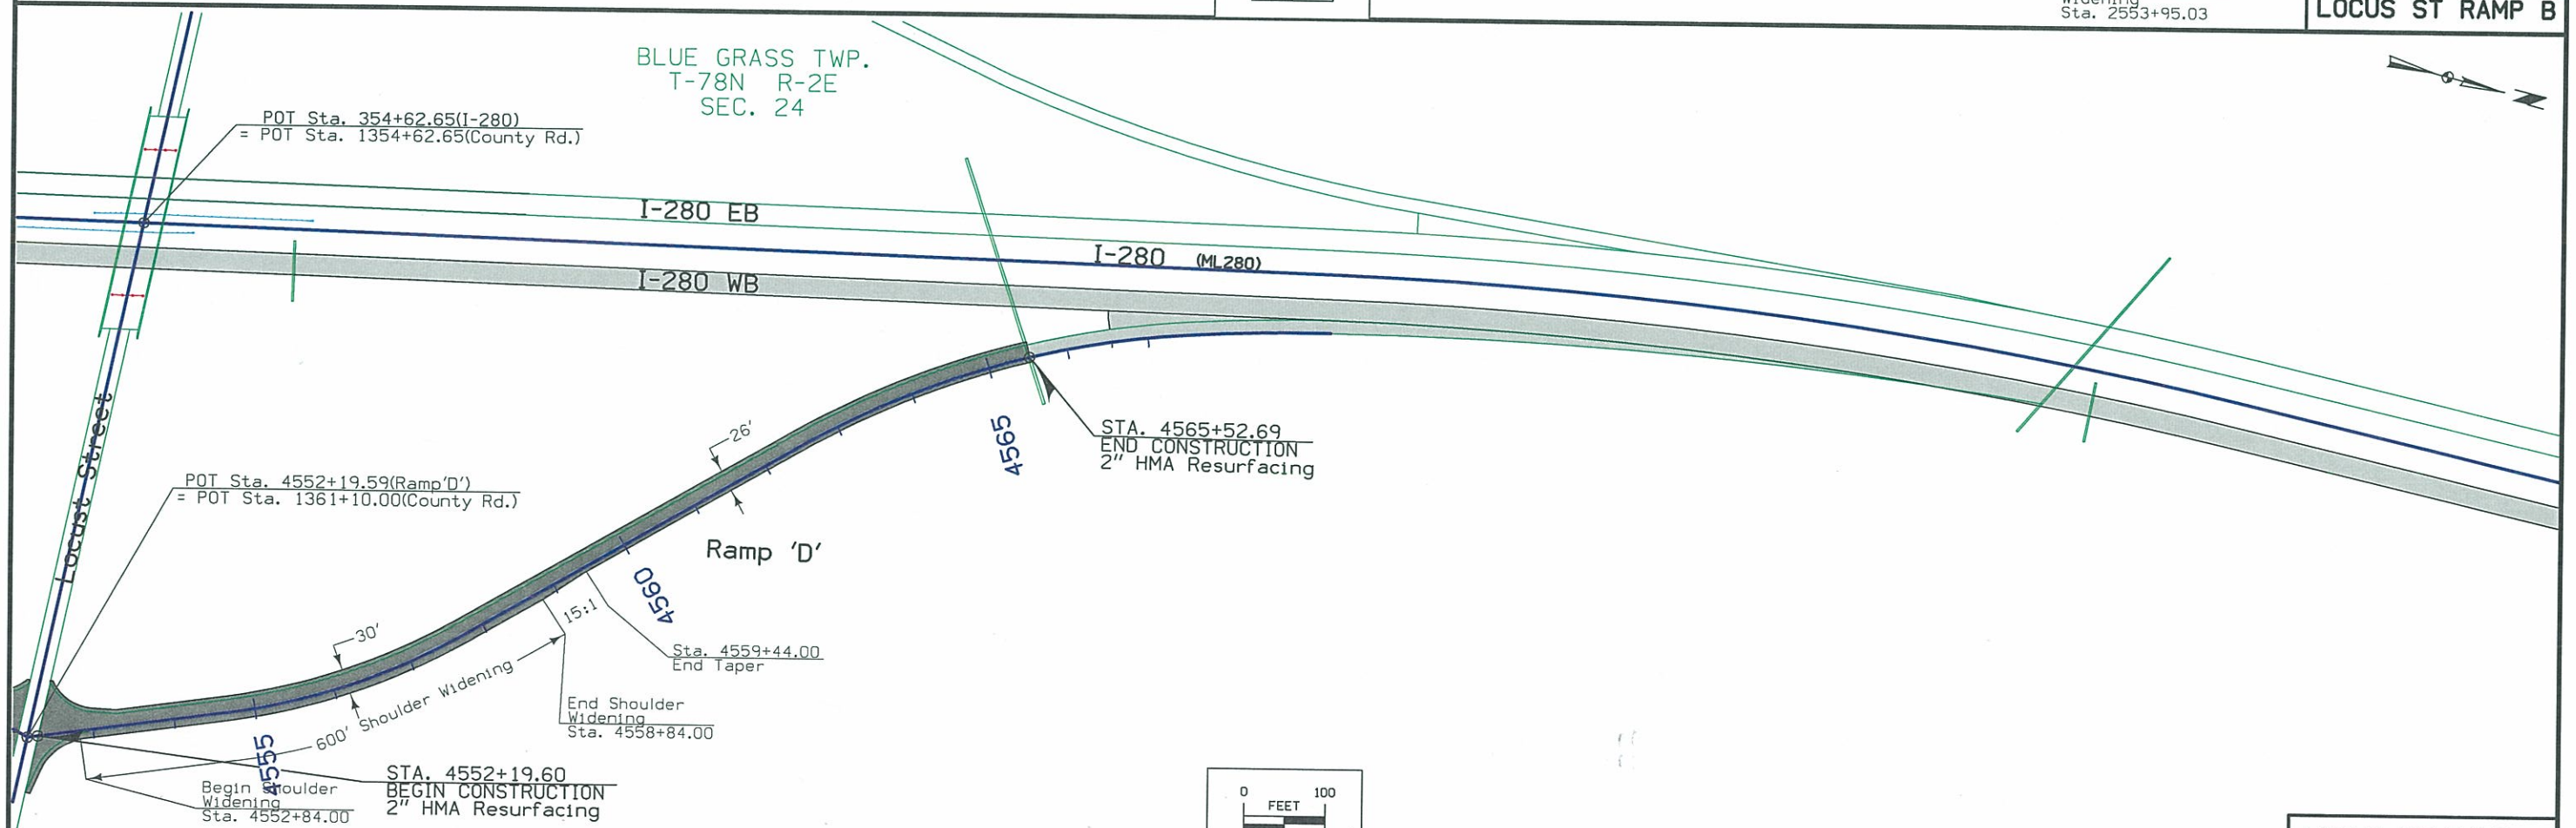 Widening
Sta. 2553+95.03
LOCUS ST RAMP B
BLUE GRASS TWP.
T-78N R-2E
SEC. 24
N
POT Sta. 354+62.65(I-280)
= POT Sta. 1354+62.65(County Rd.)
I-280 EB
I-280 (ML280)
I-280 WB
Locust Street
26'
4565
STA. 4565+52.69
END CONSTRUCTION
2" HMA Resurfacing
POT Sta. 4552+19.59(Ramp'D')
= POT Sta. 1361+10.00(County Rd.)
Ramp 'D'
4560
15:1
30'
Sta. 4559+44.00
End Taper
600' Shoulder Widening
End Shoulder
Widening
Sta. 4558+84.00
4555
STA. 4552+19.60
BEGIN CONSTRUCTION
2" HMA Resurfacing
Begin Shoulder
Widening
Sta. 4552+84.00
0 100
FEET